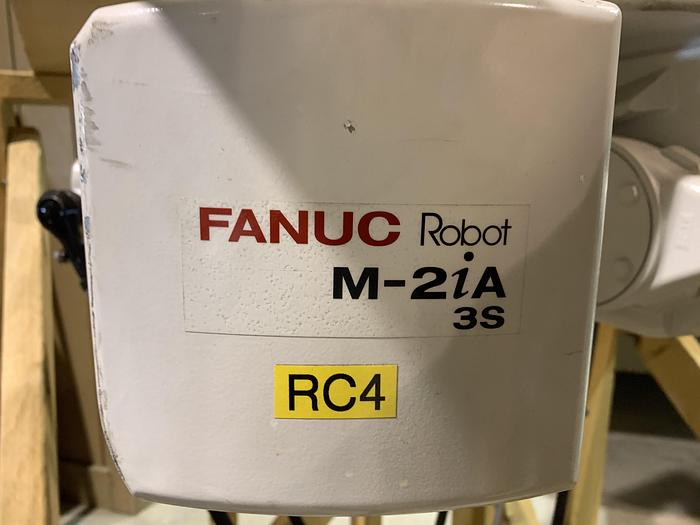 FANUC Robot
M-2iA
3S
RC4